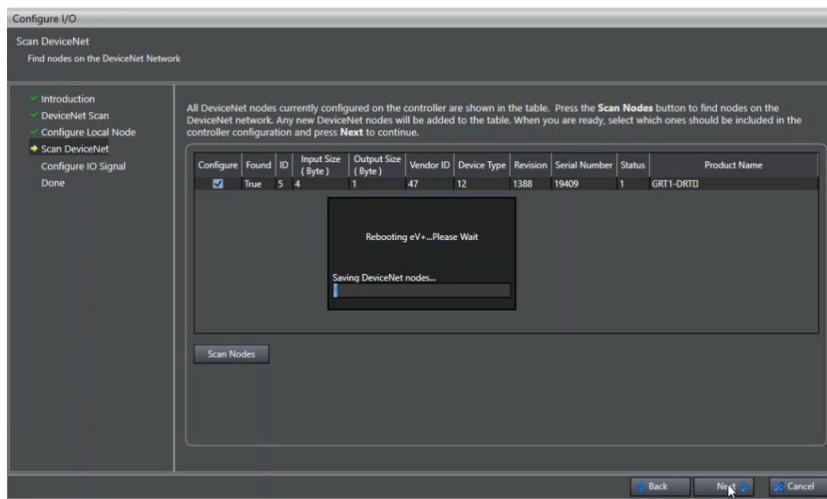 Configure I/O
Scan DeviceNet
Find nodes on the DeviceNet Network
Introduction
DeviceNet Scan
Configure Local Node
Scan DeviceNet
Configure IO Signal
Done
All DeviceNet nodes currently configured on the controller are shown in the table. Press the Scan Nodes button to find nodes on the
DeviceNet network. Any new DeviceNet nodes will be added to the table. When you are ready, select which ones should be included in the
controller configuration and press Next to continue.
Configure Found ID Input Size (Byte) Output Size (Byte) Vendor ID Device Type Revision Serial Number Status Product Name
True 5 4 1 47 12 1388 19409 1 GRT1-DRT
Rebooting eV+...Please Wait
Saving DeviceNet nodes...
Scan Nodes
Back Next Cancel